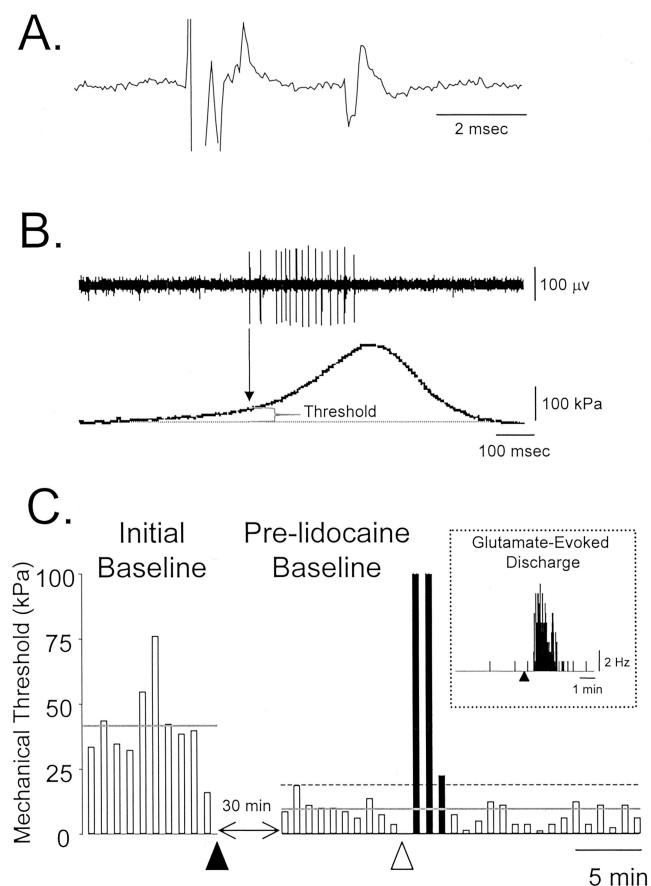 A.
2 msec
B.
100 μv
Threshold
100 kPa
100 msec
C.
Initial
Baseline
Pre-lidocaine
Baseline
Glutamate-Evoked
Discharge
2 Hz
1 min
Mechanical Threshold (kPa)
100
75
50
25
0
30 min
5 min